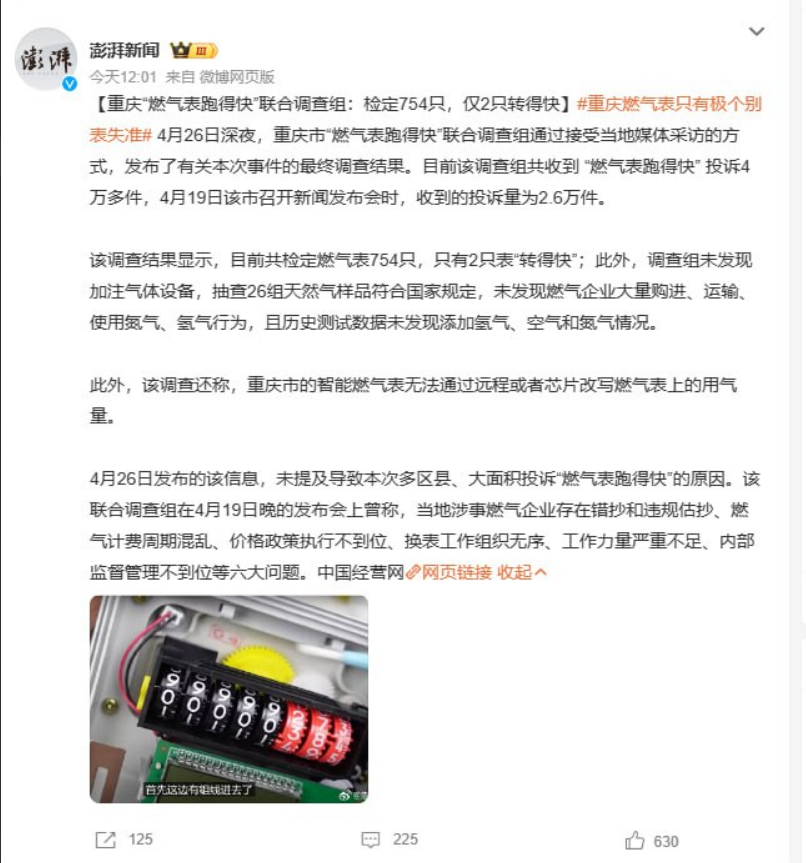 澎湃
澎湃新闻 III
今天12:01 来自 微博网页版
【重庆“燃气表跑得快”联合调查组：检定754只，仅2只转得快】#重庆燃气表只有极个别
表失准# 4月26日深夜，重庆市“燃气表跑得快”联合调查组通过接受当地媒体采访的方
式，发布了有关本次事件的最终调查结果。目前该调查组共收到 “燃气表跑得快” 投诉4
万多件，4月19日该市召开新闻发布会时，收到的投诉量为2.6万件。
该调查结果显示，目前共检定燃气表754只，只有2只表“转得快”；此外，调查组未发现
加注气体设备，抽查26组天然气样品符合国家规定，未发现燃气企业大量购进、运输、
使用氮气、氢气行为，且历史测试数据未发现添加氢气、空气和氮气情况。
此外，该调查还称，重庆市的智能燃气表无法通过远程或者芯片改写燃气表上的用气
量。
4月26日发布的该信息，未提及导致本次多区县、大面积投诉“燃气表跑得快”的原因。该
联合调查组在4月19日晚的发布会上曾称，当地涉事燃气企业存在错抄和违规估抄、燃
气计费周期混乱、价格政策执行不到位、换表工作组织无序、工作力量严重不足、内部
监督管理不到位等六大问题。中国经营网网页链接 收起
首先这边有组线进去了
125 225 630